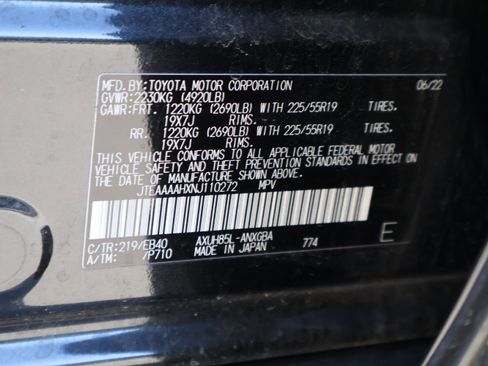 MFD.BY:TOYOTA MOTOR CORPORATION 06/22
GVWR:2230KG (4920LB)
GAWR:FRT. 1220KG (2690LB) WITH 225/55R19 TIRES.
19X7J RIMS.
RR. 1220KG (2690LB) WITH 225/55R19 TIRES.
19X7J RIMS.
THIS VEHICLE CONFORMS TO ALL APPLICABLE FEDERAL MOTOR
VEHICLE SAFETY AND THEFT PREVENTION STANDARDS IN EFFECT ON
THE DATE OF MANUFACTURE SHOWN ABOVE.
JTEAAAAHXNJ110272 MPV
C/TR:219/EB40 AXUH85L-ANXGBA 774 E
A/TM: /P710 MADE IN JAPAN